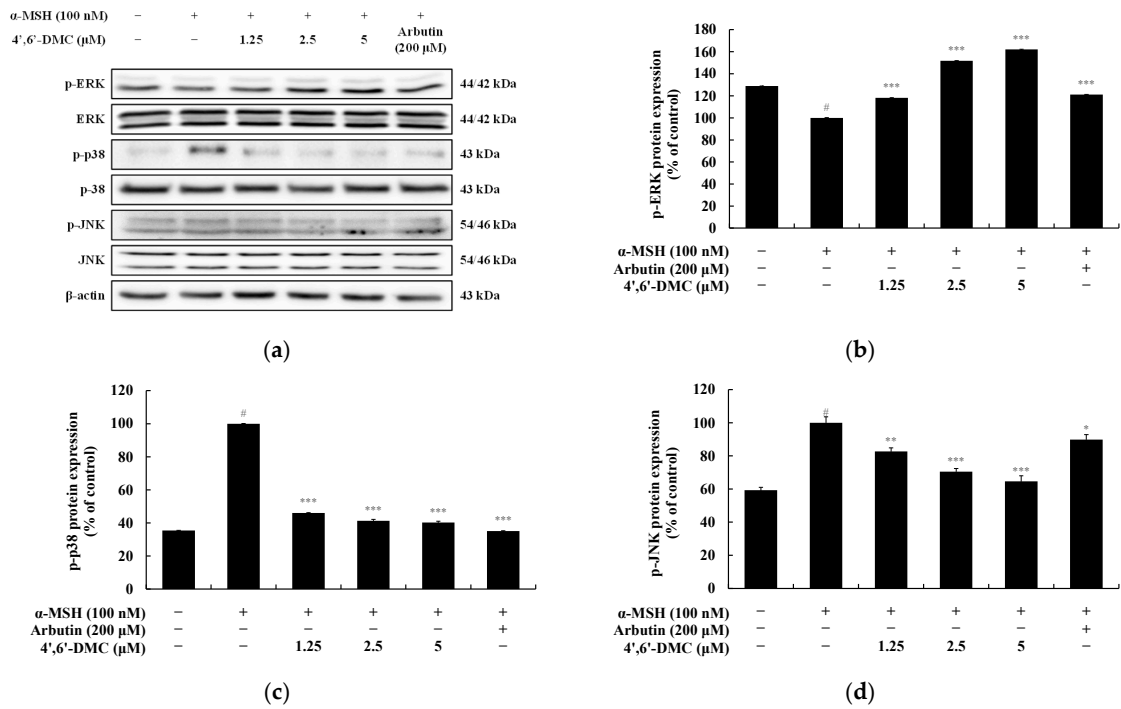 α-MSH (100 nM) – + + + + +
4',6'-DMC (μM) – – 1.25 2.5 5 Arbutin (200 μM)
p-ERK 44/42 kDa
ERK 44/42 kDa
p-p38 43 kDa
p-38 43 kDa
p-JNK 54/46 kDa
JNK 54/46 kDa
β-actin 43 kDa
(a)
p-ERK protein expression
(% of control)
180
160
140
120
100
80
60
40
20
0
#
***
***
***
***
α-MSH (100 nM) – + + + + +
Arbutin (200 μM) – – – – – +
4',6'-DMC (μM) – – 1.25 2.5 5 –
(b)
p-p38 protein expression
(% of control)
120
100
80
60
40
20
0
#
***
***
***
***
α-MSH (100 nM) – + + + + +
Arbutin (200 μM) – – – – – +
4',6'-DMC (μM) – – 1.25 2.5 5 –
(c)
p-JNK protein expression
(% of control)
120
100
80
60
40
20
0
#
**
***
***
*
α-MSH (100 nM) – + + + + +
Arbutin (200 μM) – – – – – +
4',6'-DMC (μM) – – 1.25 2.5 5 –
(d)